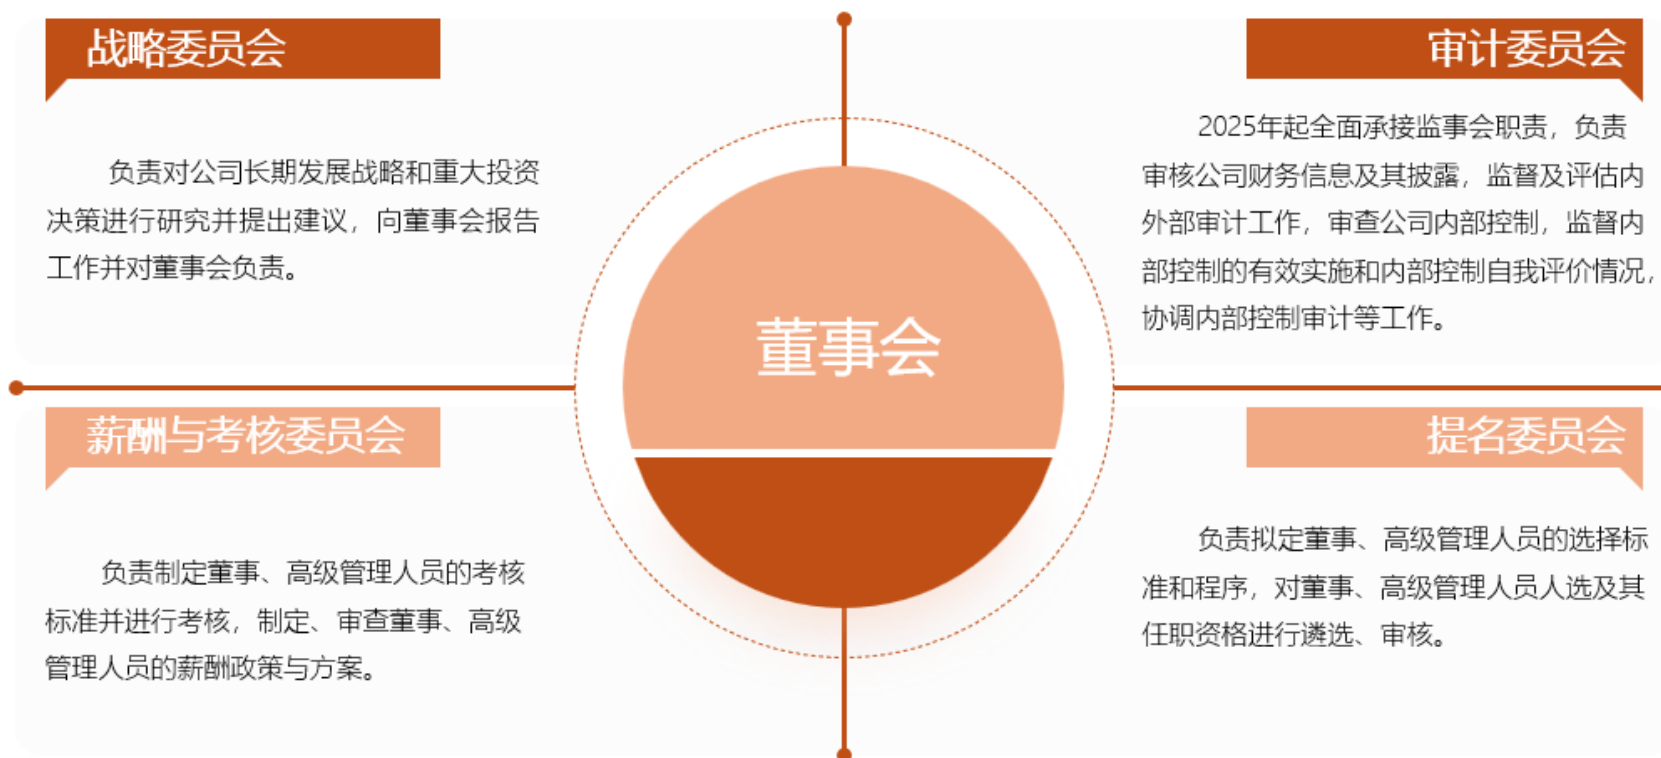 战略委员会
负责对公司长期发展战略和重大投资
决策进行研究并提出建议，向董事会报告
工作并对董事会负责。
审计委员会
2025年起全面承接监事会职责，负责
审核公司财务信息及其披露，监督及评估内
外部审计工作，审查公司内部控制，监督内
部控制的有效实施和内部控制自我评价情况，
协调内部控制审计等工作。
董事会
薪酬与考核委员会
负责制定董事、高级管理人员的考核
标准并进行考核，制定、审查董事、高级
管理人员的薪酬政策与方案。
提名委员会
负责拟定董事、高级管理人员的选择标
准和程序，对董事、高级管理人员人选及其
任职资格进行遴选、审核。